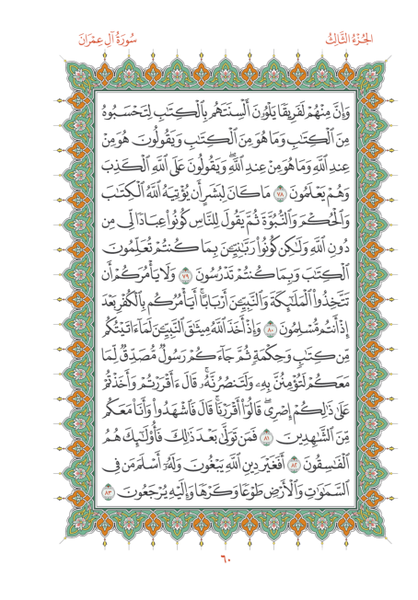 الجُزْءُ الثَّالِثُ
سُورَةُ آلِ عِمْرَانَ
وَإِنَّ مِنْهُمْ لَفَرِيقًا يَلْوُۥنَ أَلْسِنَتَهُم بِٱلْكِتَٰبِ لِتَحْسَبُوهُ
مِنَ ٱلْكِتَٰبِ وَمَا هُوَ مِنَ ٱلْكِتَٰبِ وَيَقُولُونَ هُوَ مِنْ
عِندِ ٱللَّهِ وَمَا هُوَ مِنْ عِندِ ٱللَّهِ وَيَقُولُونَ عَلَى ٱللَّهِ ٱلْكَذِبَ
وَهُمْ يَعْلَمُونَ ٧٨ مَا كَانَ لِبَشَرٍ أَن يُؤْتِيَهُ ٱللَّهُ ٱلْكِتَٰبَ
وَٱلْحُكْمَ وَٱلنُّبُوَّةَ ثُمَّ يَقُولَ لِلنَّاسِ كُونُوا۟ عِبَادًا لِّى مِن
دُونِ ٱللَّهِ وَلَٰكِن كُونُوا۟ رَبَّٰنِيِّۦنَ بِمَا كُنتُمْ تُعَلِّمُونَ
ٱلْكِتَٰبَ وَبِمَا كُنتُمْ تَدْرُسُونَ ٧٩ وَلَا يَأْمُرَكُمْ أَن
تَتَّخِذُوا۟ ٱلْمَلَٰٓئِكَةَ وَٱلنَّبِيِّۦنَ أَرْبَابًا أَيَأْمُرُكُم بِٱلْكُفْرِ بَعْدَ
إِذْ أَنتُم مُّسْلِمُونَ ٨٠ وَإِذْ أَخَذَ ٱللَّهُ مِيثَٰقَ ٱلنَّبِيِّۦنَ لَمَآ ءَاتَيْتُكُم
مِّن كِتَٰبٍ وَحِكْمَةٍ ثُمَّ جَآءَكُمْ رَسُولٌ مُّصَدِّقٌ لِّمَا
مَعَكُمْ لَتُؤْمِنُنَّ بِهِۦ وَلَتَنصُرُنَّهُۥ قَالَ ءَأَقْرَرْتُمْ وَأَخَذْتُمْ
عَلَىٰ ذَٰلِكُمْ إِصْرِى قَالُوٓا۟ أَقْرَرْنَا قَالَ فَٱشْهَدُوا۟ وَأَنَا۠ مَعَكُم
مِّنَ ٱلشَّٰهِدِينَ ٨١ فَمَن تَوَلَّىٰ بَعْدَ ذَٰلِكَ فَأُو۟لَٰٓئِكَ هُمُ
ٱلْفَٰسِقُونَ ٨٢ أَفَغَيْرَ دِينِ ٱللَّهِ يَبْغُونَ وَلَهُۥٓ أَسْلَمَ مَن فِى
ٱلسَّمَٰوَٰتِ وَٱلْأَرْضِ طَوْعًا وَكَرْهًا وَإِلَيْهِ يُرْجَعُونَ ٨٣
٦٠